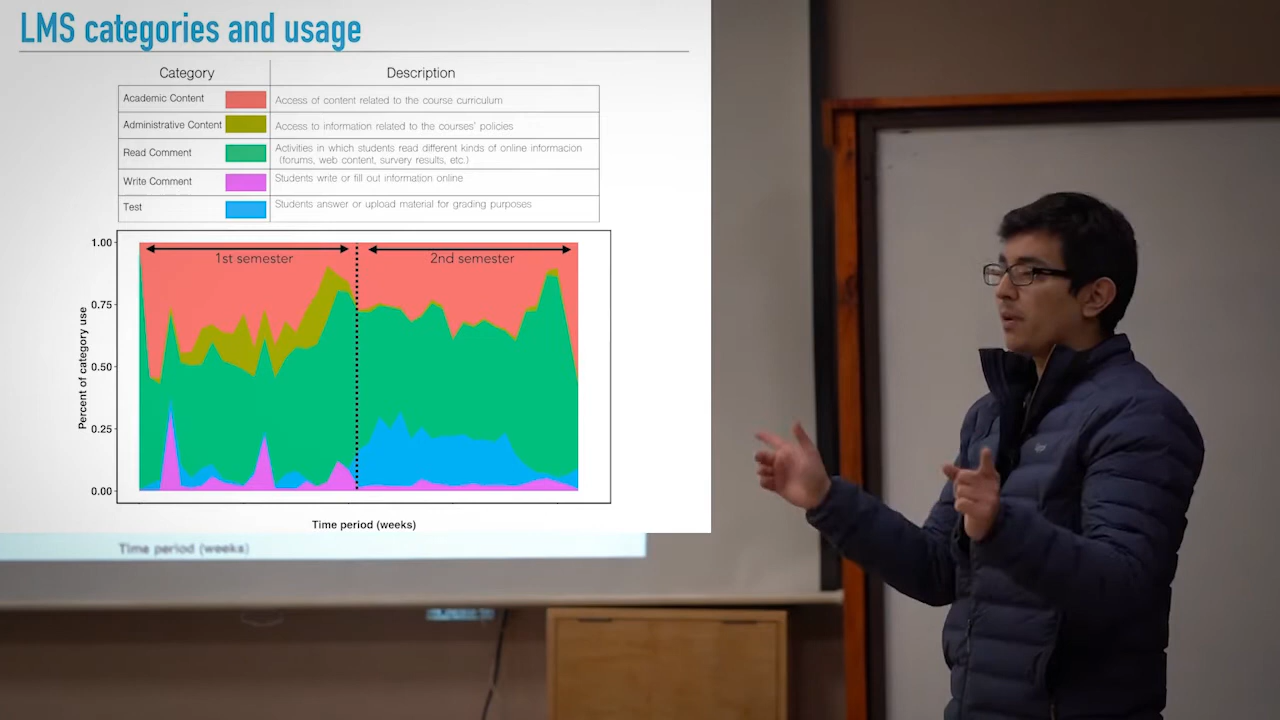 LMS categories and usage
Category Description
Academic Content Access of content related to the course curriculum
Administrative Content Access to information related to the courses' policies
Read Comment Activities in which students read different kinds of online informacion
(forums, web content, survery results, etc.)
Write Comment Students write or fill out information online
Test Students answer or upload material for grading purposes
1.00
1st semester 2nd semester
0.75
0.50
0.25
0.00
Percent of category use
Time period (weeks)
Time period (weeks)